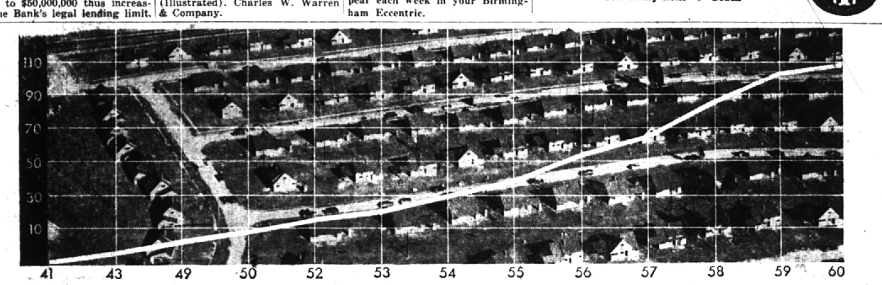 to $50,000,000 thus increas-
he Bank's legal lending limit.
(Illustrated). Charles W. Warren
& Company.
pear each week in your Birming-
ham Eccentric.
110
90
70
50
30
10
41 43 49 50 52 53 54 55 56 57 58 59 60